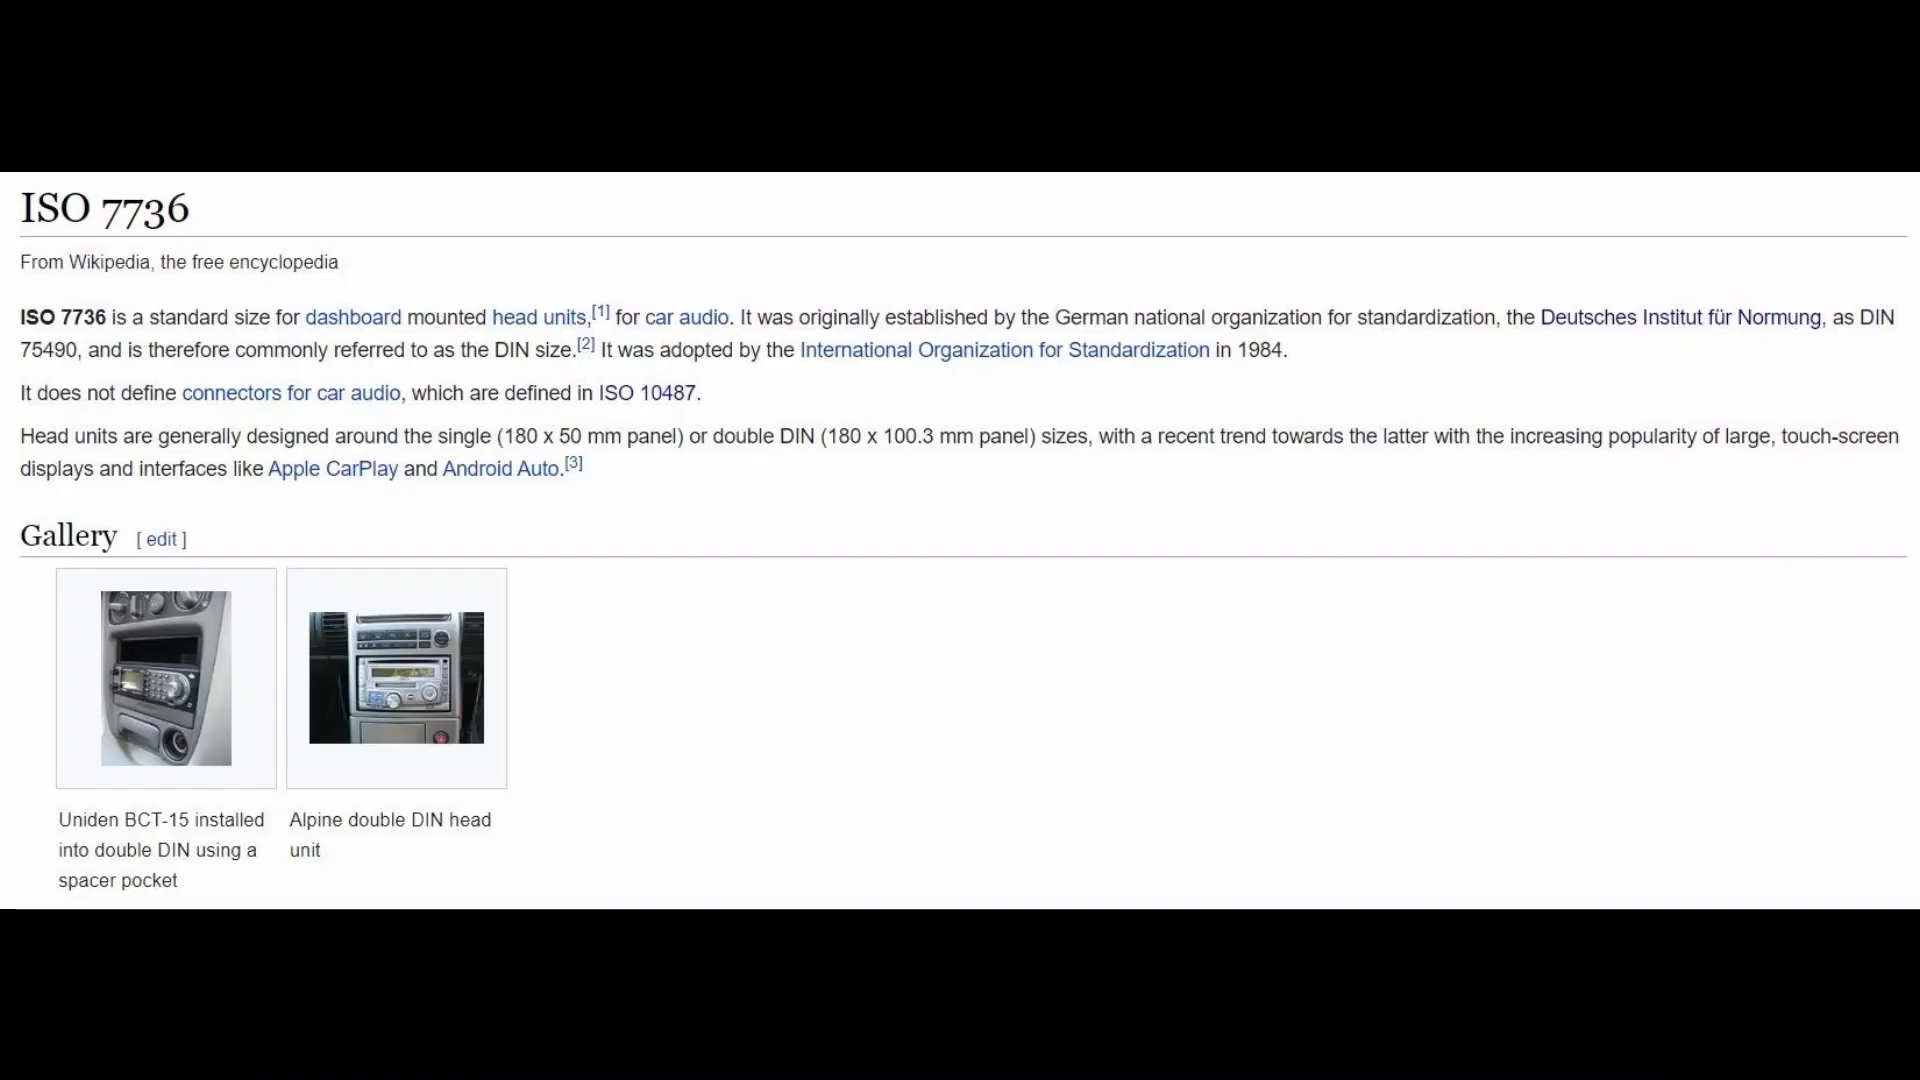 ISO 7736
From Wikipedia, the free encyclopedia
ISO 7736 is a standard size for dashboard mounted head units,[1] for car audio. It was originally established by the German national organization for standardization, the Deutsches Institut für Normung, as DIN
75490, and is therefore commonly referred to as the DIN size.[2] It was adopted by the International Organization for Standardization in 1984.
It does not define connectors for car audio, which are defined in ISO 10487.
Head units are generally designed around the single (180 x 50 mm panel) or double DIN (180 x 100.3 mm panel) sizes, with a recent trend towards the latter with the increasing popularity of large, touch-screen
displays and interfaces like Apple CarPlay and Android Auto.[3]
Gallery [ edit ]
Uniden BCT-15 installed
into double DIN using a
spacer pocket
Alpine double DIN head
unit